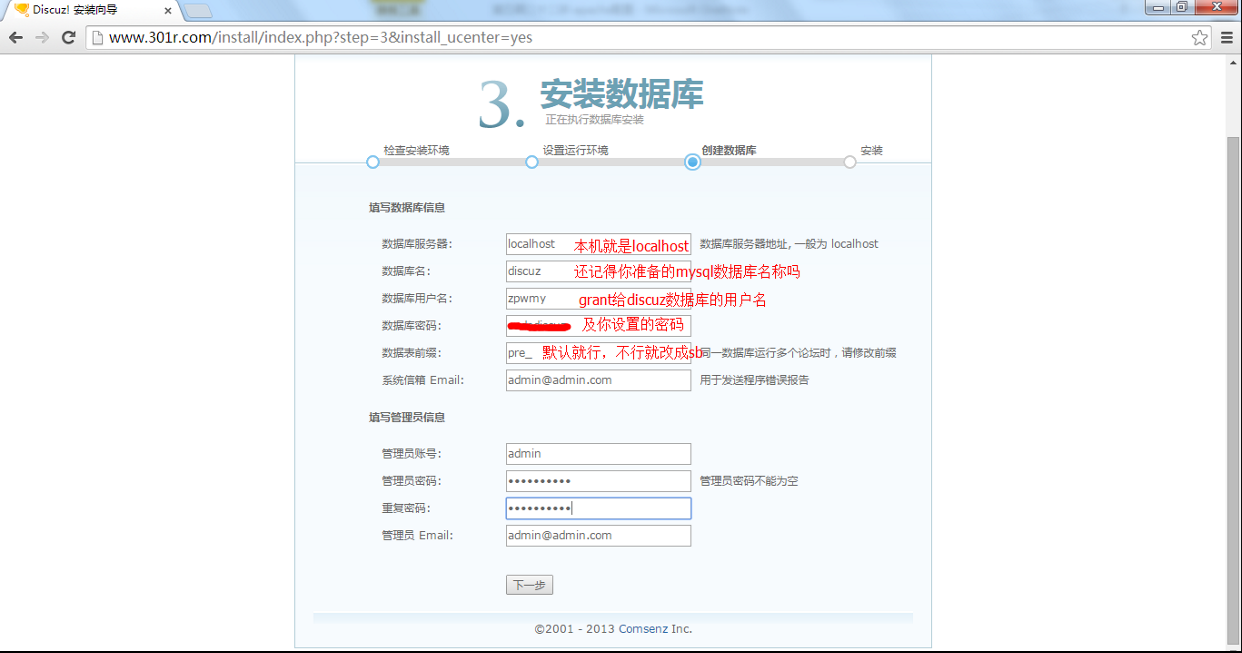 Discuz! 安装向导
www.301r.com/install/index.php?step=3&install_ucenter=yes
3. 安装数据库
正在执行数据库安装
检查安装环境 设置运行环境 创建数据库 安装
填写数据库信息
数据库服务器: localhost 本机就是localhost 数据库服务器地址, 一般为 localhost
数据库名: discuz 还记得你准备的mysql数据库名称吗
数据库用户名: zpwmy grant给discuz数据库的用户名
数据库密码: 及你设置的密码
数据表前缀: pre_ 默认就行，不行就改成sb 同一数据库运行多个论坛时，请修改前缀
系统信箱 Email: admin@admin.com 用于发送程序错误报告
填写管理员信息
管理员账号: admin
管理员密码: •••••••••• 管理员密码不能为空
重复密码: ••••••••••
管理员 Email: admin@admin.com
下一步
©2001 - 2013 Comsenz Inc.